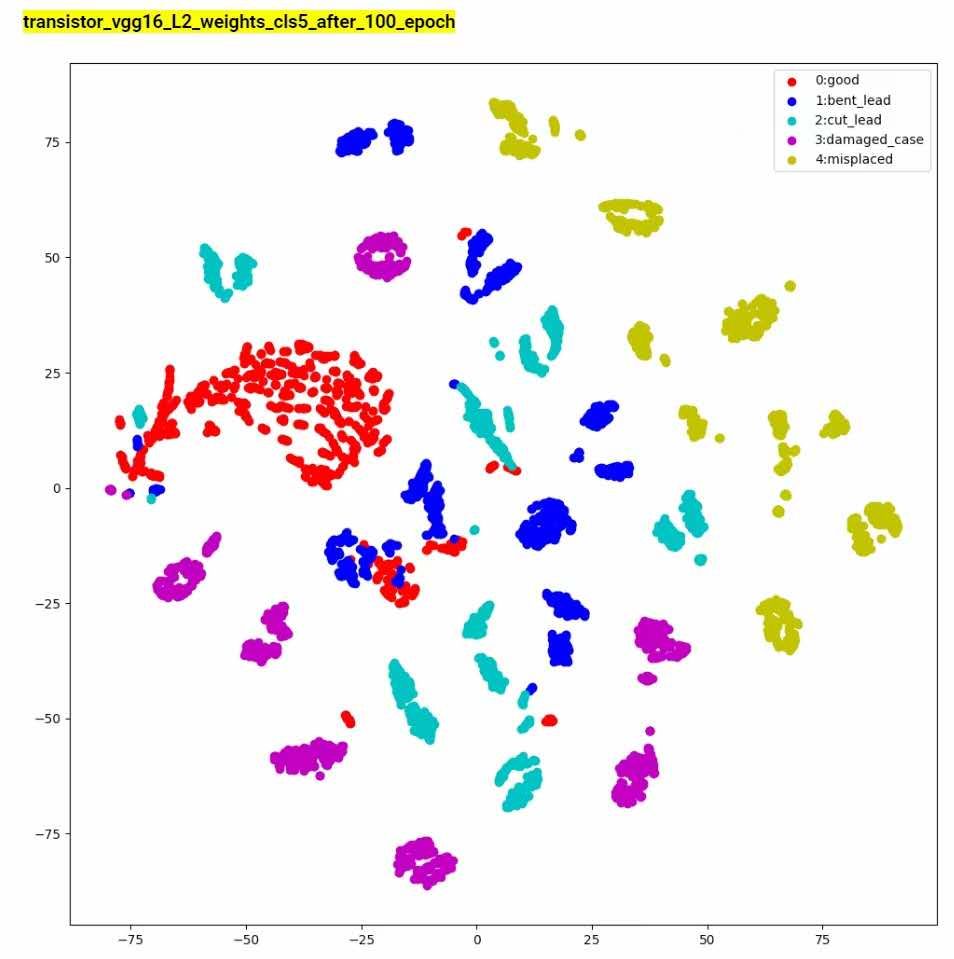 transistor_vgg16_L2_weights_cls5_after_100_epoch
0:good
1:bent_lead
2:cut_lead
3:damaged_case
4:misplaced
75
50
25
0
−25
−50
−75
−75 −50 −25 0 25 50 75